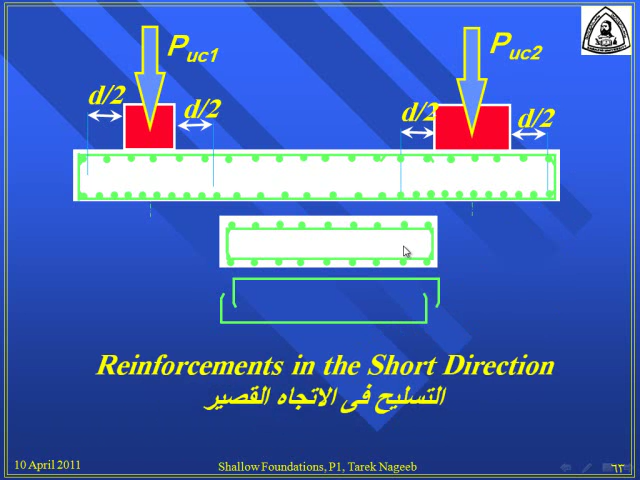 Puc1
Puc2
d/2
d/2
d/2
d/2
Reinforcements in the Short Direction
التسليح فى الاتجاه القصير
10 April 2011
Shallow Foundations, P1, Tarek Nageeb
٦٣